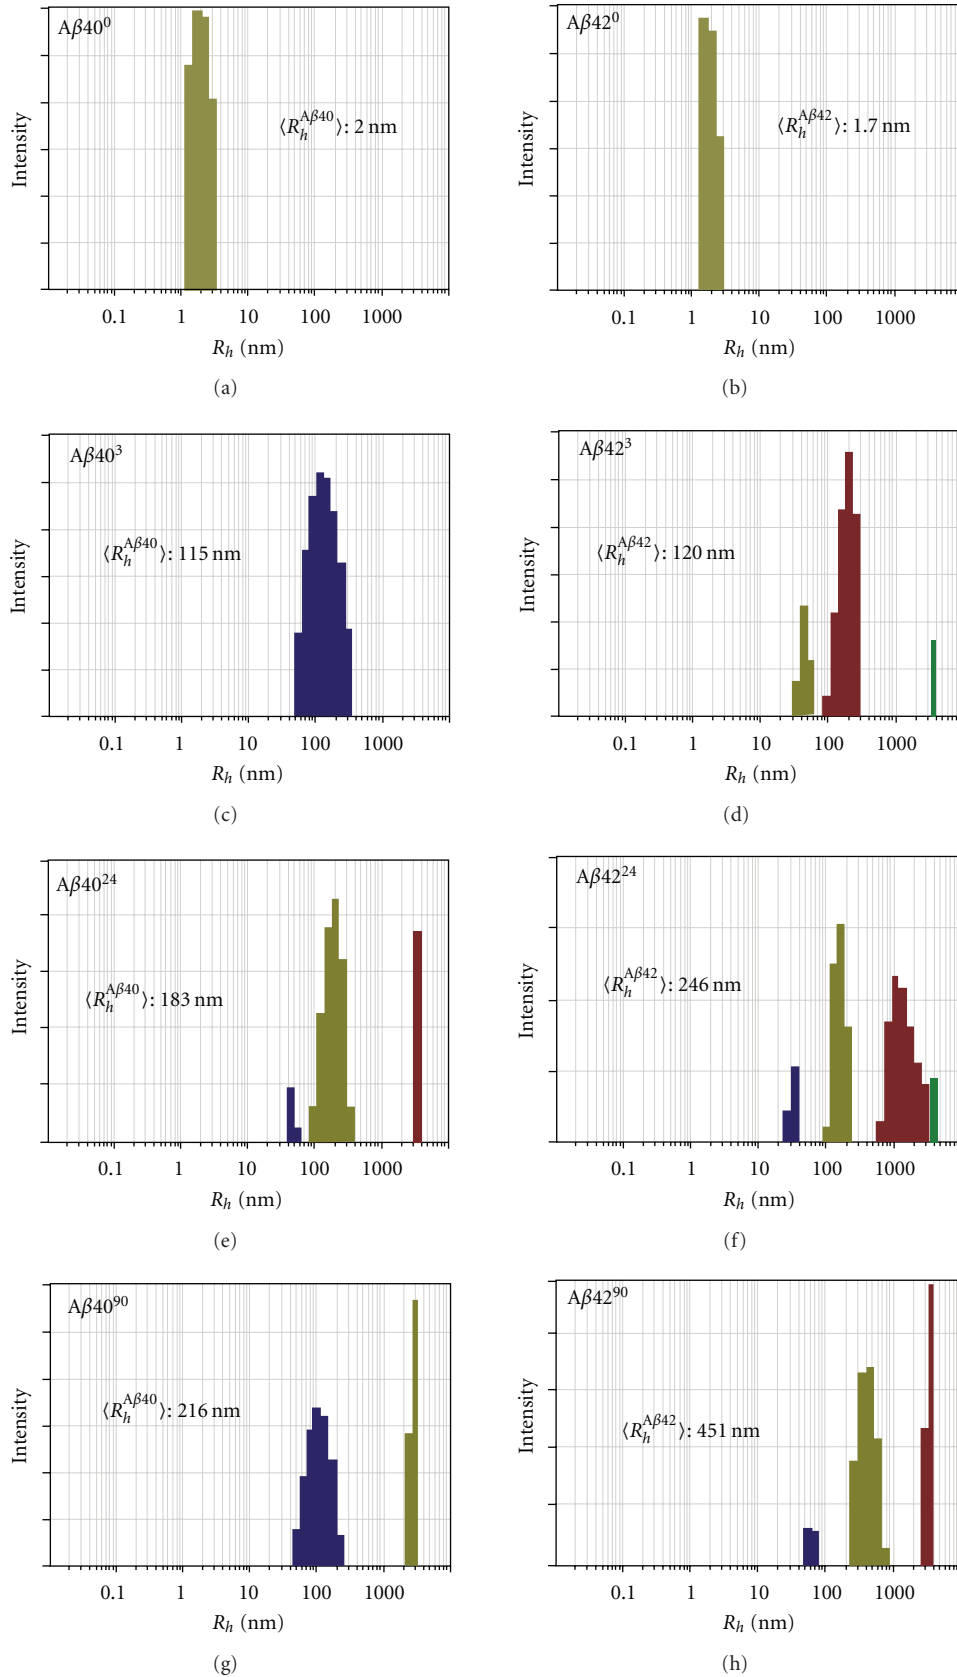 Aβ40⁰
Intensity
⟨R_h^Aβ40⟩: 2 nm
0.1 1 10 100 1000
R_h (nm)
(a)
Aβ42⁰
Intensity
⟨R_h^Aβ42⟩: 1.7 nm
0.1 1 10 100 1000
R_h (nm)
(b)
Aβ40³
Intensity
⟨R_h^Aβ40⟩: 115 nm
0.1 1 10 100 1000
R_h (nm)
(c)
Aβ42³
Intensity
⟨R_h^Aβ42⟩: 120 nm
0.1 1 10 100 1000
R_h (nm)
(d)
Aβ40²⁴
Intensity
⟨R_h^Aβ40⟩: 183 nm
0.1 1 10 100 1000
R_h (nm)
(e)
Aβ42²⁴
Intensity
⟨R_h^Aβ42⟩: 246 nm
0.1 1 10 100 1000
R_h (nm)
(f)
Aβ40⁹⁰
Intensity
⟨R_h^Aβ40⟩: 216 nm
0.1 1 10 100 1000
R_h (nm)
(g)
Aβ42⁹⁰
Intensity
⟨R_h^Aβ42⟩: 451 nm
0.1 1 10 100 1000
R_h (nm)
(h)